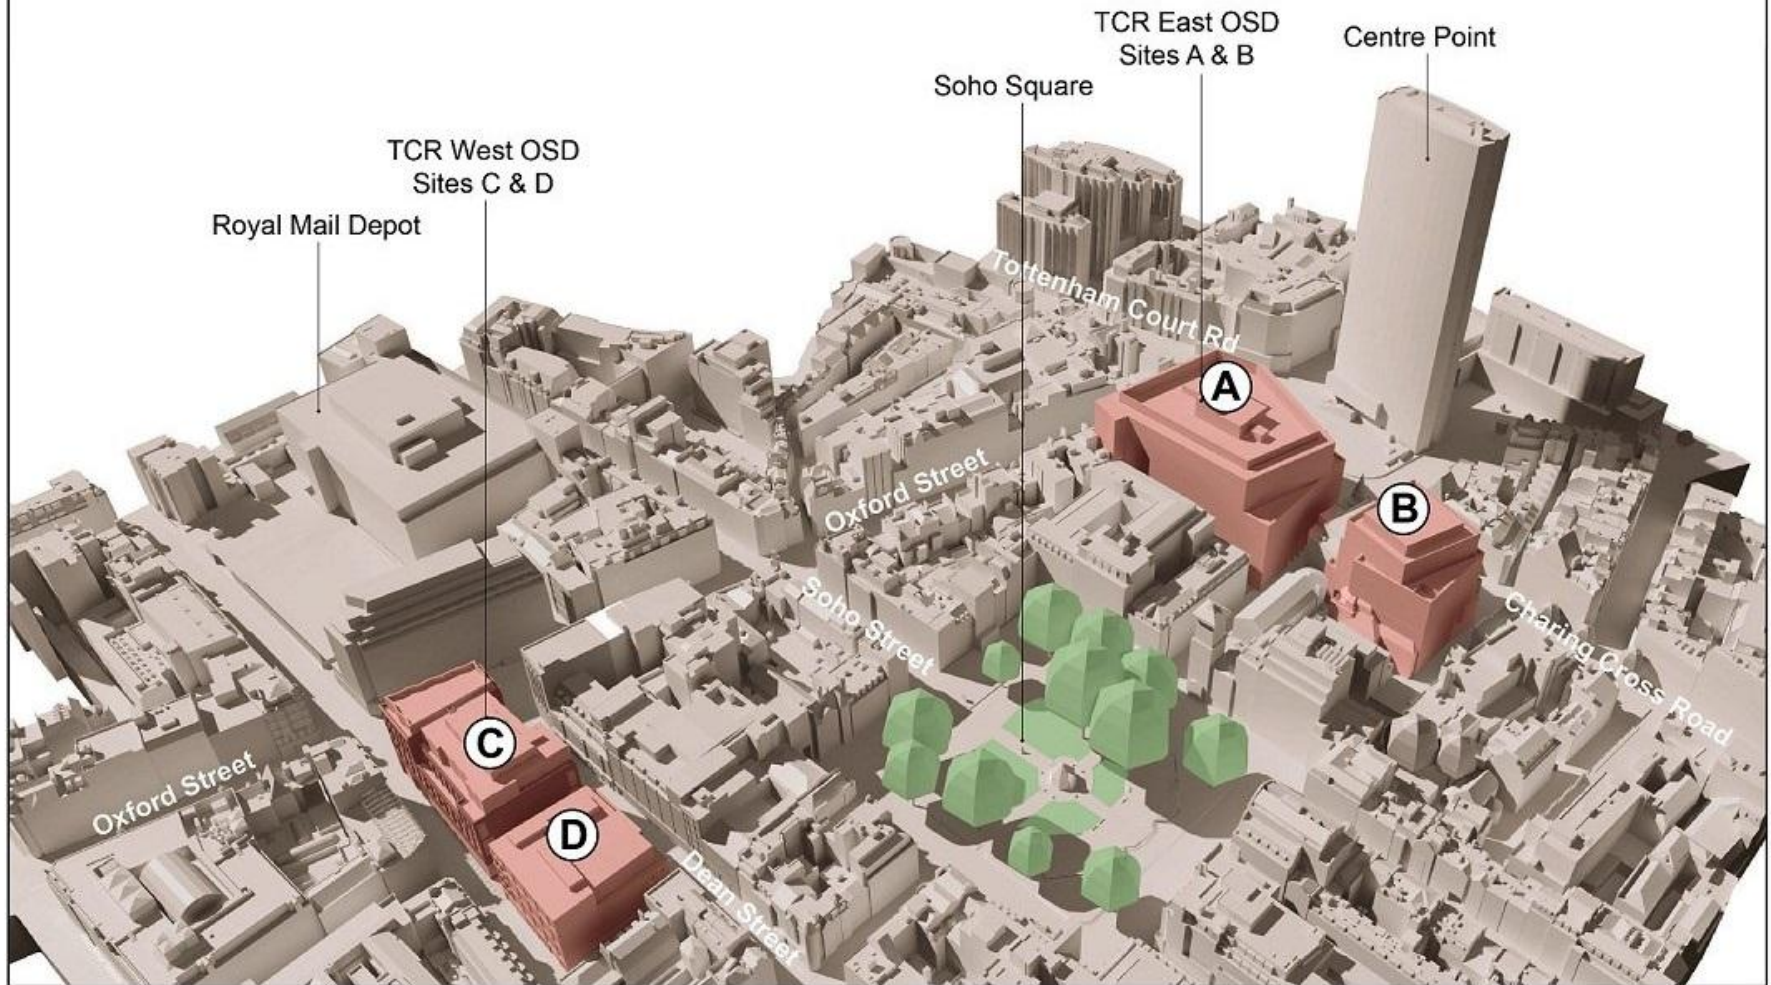 TCR East OSD
Sites A & B
Centre Point
Soho Square
TCR West OSD
Sites C & D
Royal Mail Depot
Tottenham Court Rd
A
Oxford Street
B
Soho Street
Charing Cross Road
C
Oxford Street
D
Dean Street